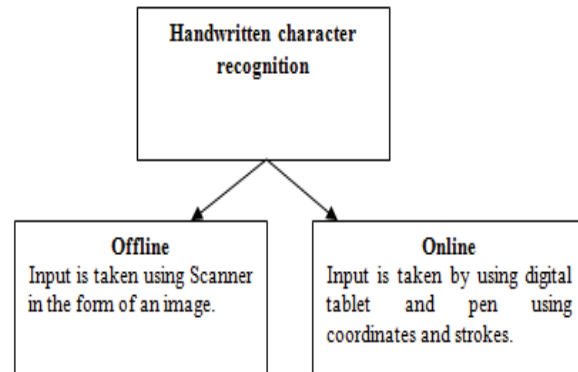 Handwritten character
recognition
Offline
Input is taken using Scanner
in the form of an image.
Online
Input is taken by using digital
tablet and pen using
coordinates and strokes.